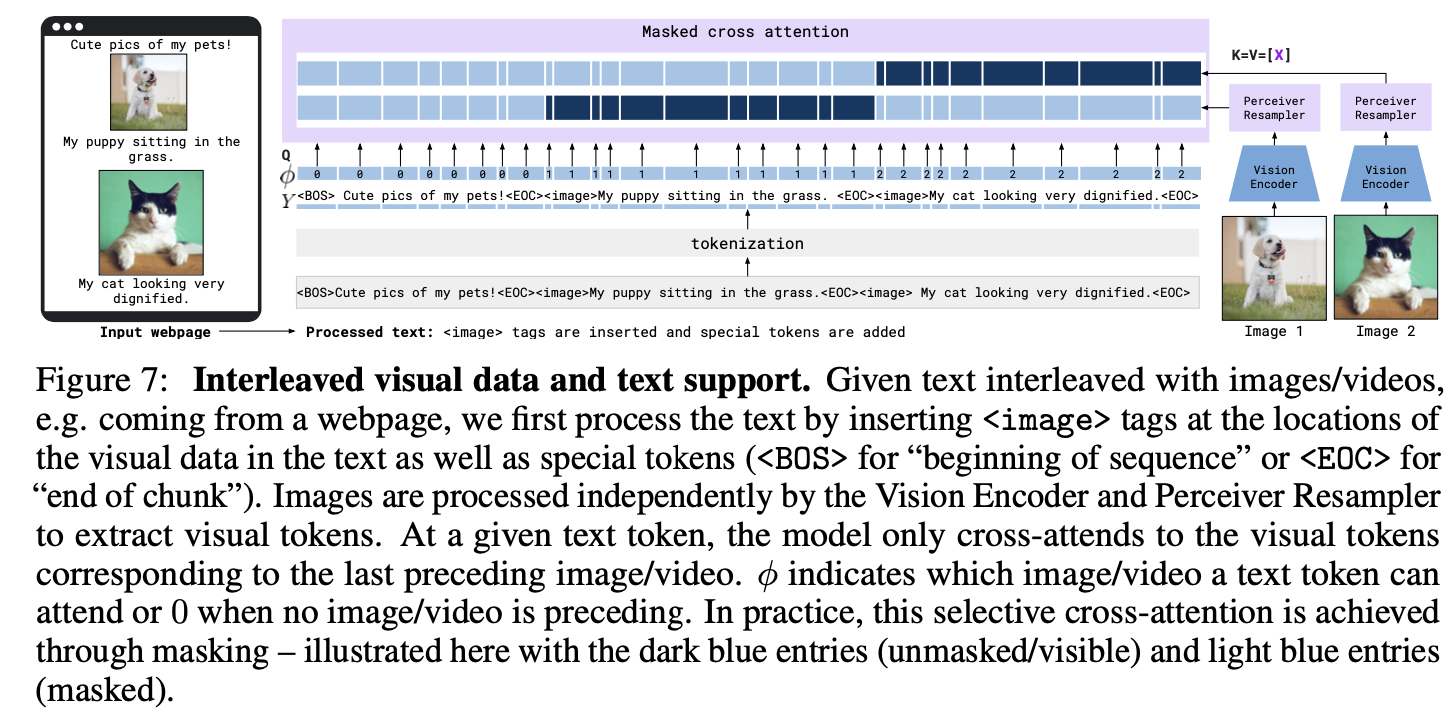 Masked cross attention
Cute pics of my pets!
K=V=[X]
Perceiver Resampler
Perceiver Resampler
My puppy sitting in the
grass.
Q
ϕ 0 0 0 0 0 0 0 0 1 1 1 1 1 1 1 1 1 1 1 2 2 2 2 2 2 2 2 2 2
Vision Encoder
Vision Encoder
Y <BOS> Cute pics of my pets!<EOC><image>My puppy sitting in the grass. <EOC><image>My cat looking very dignified.<EOC>
tokenization
My cat looking very
dignified.
<BOS>Cute pics of my pets!<EOC><image>My puppy sitting in the grass.<EOC><image> My cat looking very dignified.<EOC>
Input webpage
Processed text: <image> tags are inserted and special tokens are added
Image 1
Image 2
Figure 7: Interleaved visual data and text support. Given text interleaved with images/videos,
e.g. coming from a webpage, we first process the text by inserting <image> tags at the locations of
the visual data in the text as well as special tokens (<BOS> for “beginning of sequence” or <EOC> for
“end of chunk”). Images are processed independently by the Vision Encoder and Perceiver Resampler
to extract visual tokens. At a given text token, the model only cross-attends to the visual tokens
corresponding to the last preceding image/video. ϕ indicates which image/video a text token can
attend or 0 when no image/video is preceding. In practice, this selective cross-attention is achieved
through masking – illustrated here with the dark blue entries (unmasked/visible) and light blue entries
(masked).